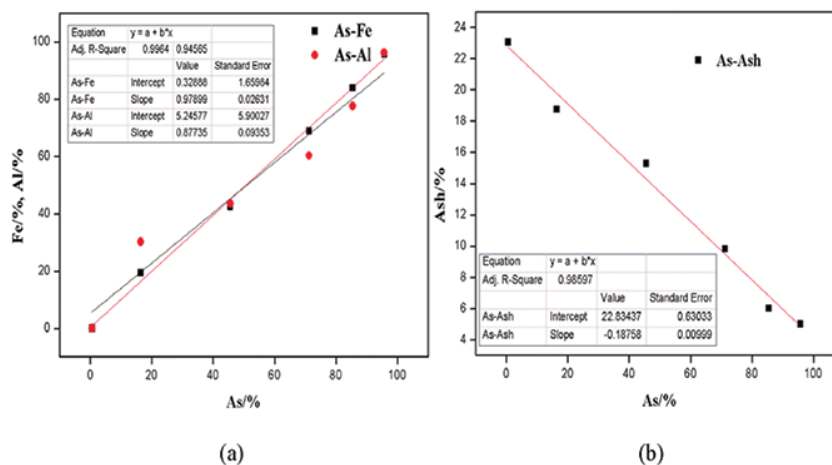 Equation y = a + b*x
Adj. R-Square 0.9964 0.94565
Value Standard Error
As-Fe Intercept 0.32888 1.65984
As-Fe Slope 0.97899 0.02631
As-Al Intercept 5.24577 5.90027
As-Al Slope 0.87735 0.09353
As-Fe
As-Al
100
80
60
40
20
0
Fe/%, Al/%
0 20 40 60 80 100
As/%
(a)
As-Ash
24
22
20
18
16
14
12
10
8
6
4
Ash/%
Equation y = a + b*x
Adj. R-Square 0.98597
Value Standard Error
As-Ash Intercept 22.83437 0.63033
As-Ash Slope -0.18758 0.00999
0 20 40 60 80 100
As/%
(b)